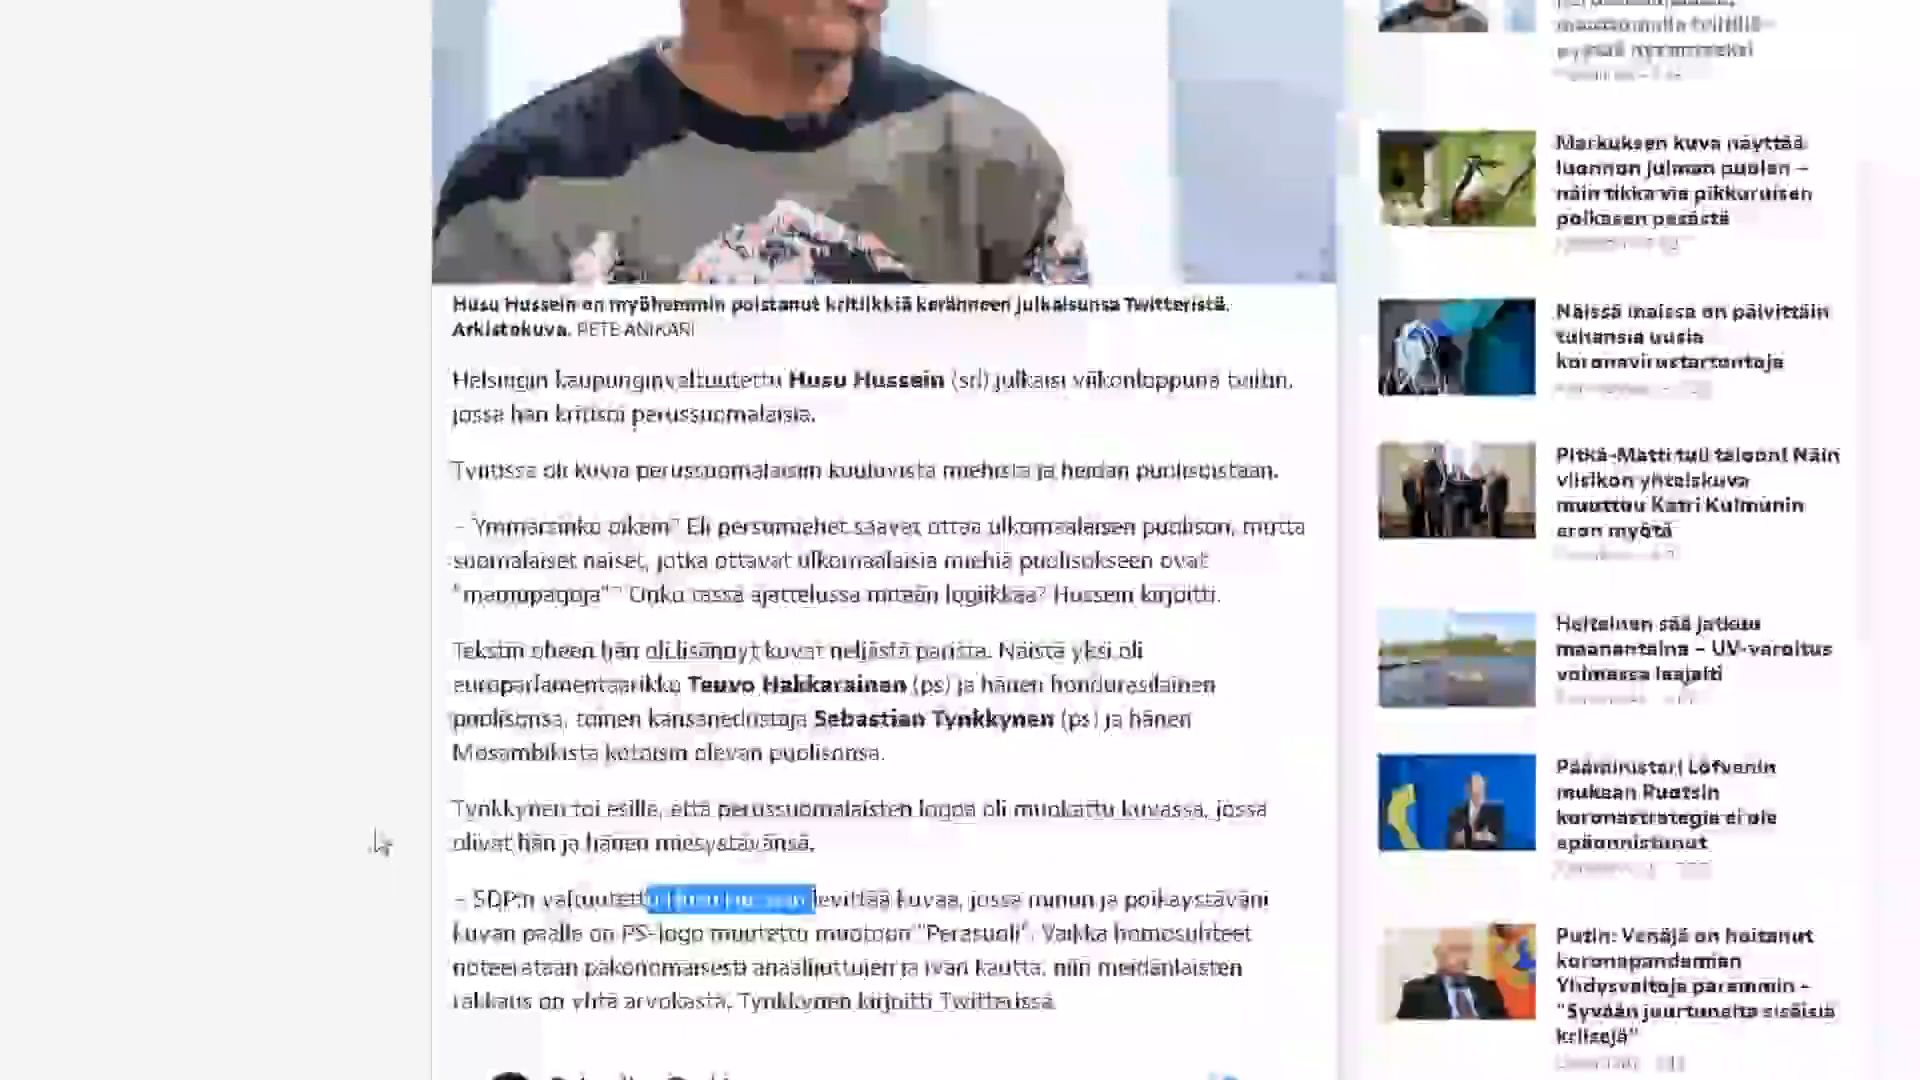 Husu Hussein on myöhemmin poistanut kritiikkiä keränneen julkaisunsa Twitteristä.
Arkistokuva. PETE ANIKARI
Helsingin kaupunginvaltuutettu Husu Hussein (sd) julkaisi viikonloppuna twiitin,
jossa hän kritisoi perussuomalaisia.
Twiitissä oli kuvia perussuomalaisiin kuuluvista miehistä ja heidän puolisoistaan.
– Ymmärsinkö oikein? Eli persumiehet saavat ottaa ulkomaalaisen puolison, mutta
suomalaiset naiset, jotka ottavat ulkomaalaisia miehiä puolisokseen ovat
"mamupatjoja"? Onko tässä ajattelussa mitään logiikkaa? Hussein kirjoitti.
Tekstin oheen hän oli lisännyt kuvat neljästä parista. Näistä yksi oli
europarlamentaarikko Teuvo Hakkarainen (ps) ja hänen hondurasilainen
puolisonsa, toinen kansanedustaja Sebastian Tynkkynen (ps) ja hänen
Mosambikista kotoisin olevan puolisonsa.
Tynkkynen toi esille, että perussuomalaisten logoa oli muokattu kuvassa, jossa
olivat hän ja hänen miesystävänsä.
– SDP:n valtuutettu Husu Hussein levittää kuvaa, jossa minun ja poikaystäväni
kuvan päälle on PS-logo muutettu muotoon "Peräsuoli". Vaikka homosuhteet
noteerataan pakonomaisesti anaalijuttujen ja ivan kautta, niin meidänlaisten
rakkaus on yhtä arvokasta, Tynkkynen kirjoitti Twitterissä.
Markuksen kuva näyttää
luonnon julman puolen –
näin tikka vie pikkuruisen
poikasen pesästä
Näissä maissa on päivittäin
tuhansia uusia
koronavirustartuntoja
Pitkä-Matti tuli taloon! Näin
viisikon yhteiskuva
muuttuu Katri Kulmunin
eron myötä
Helteinen sää jatkuu
maanantaina – UV-varoitus
voimassa laajalti
Pääministeri Löfvenin
mukaan Ruotsin
koronastrategia ei ole
epäonnistunut
Putin: Venäjä on hoitanut
koronapandemian
Yhdysvaltoja paremmin –
"Syvään juurtuneita sisäisiä
kriisejä"